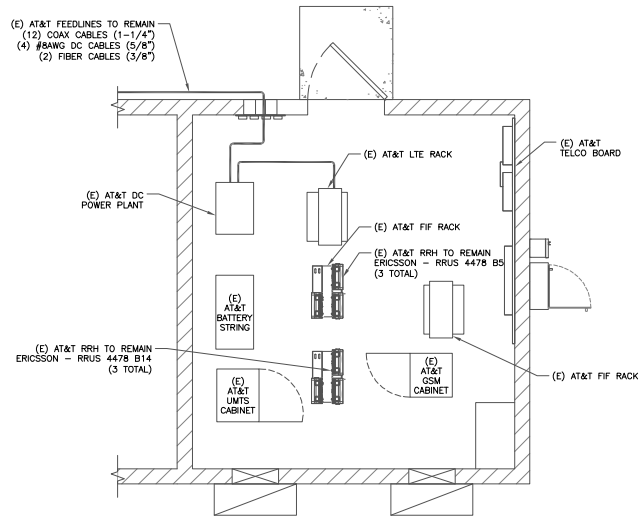 (E) AT&T FEEDLINES TO REMAIN
(12) COAX CABLES (1-1/4")
(4) #8AWG DC CABLES (5/8")
(2) FIBER CABLES (3/8")
(E) AT&T
TELCO BOARD
(E) AT&T LTE RACK
(E) AT&T DC
POWER PLANT
(E) AT&T FIF RACK
(E) AT&T RRH TO REMAIN
ERICSSON - RRUS 4478 B5
(3 TOTAL)
(E)
AT&T
BATTERY
STRING
(E) AT&T RRH TO REMAIN
ERICSSON - RRUS 4478 B14
(3 TOTAL)
(E)
AT&T
UMTS
CABINET
(E)
AT&T
GSM
CABINET
(E) AT&T FIF RACK